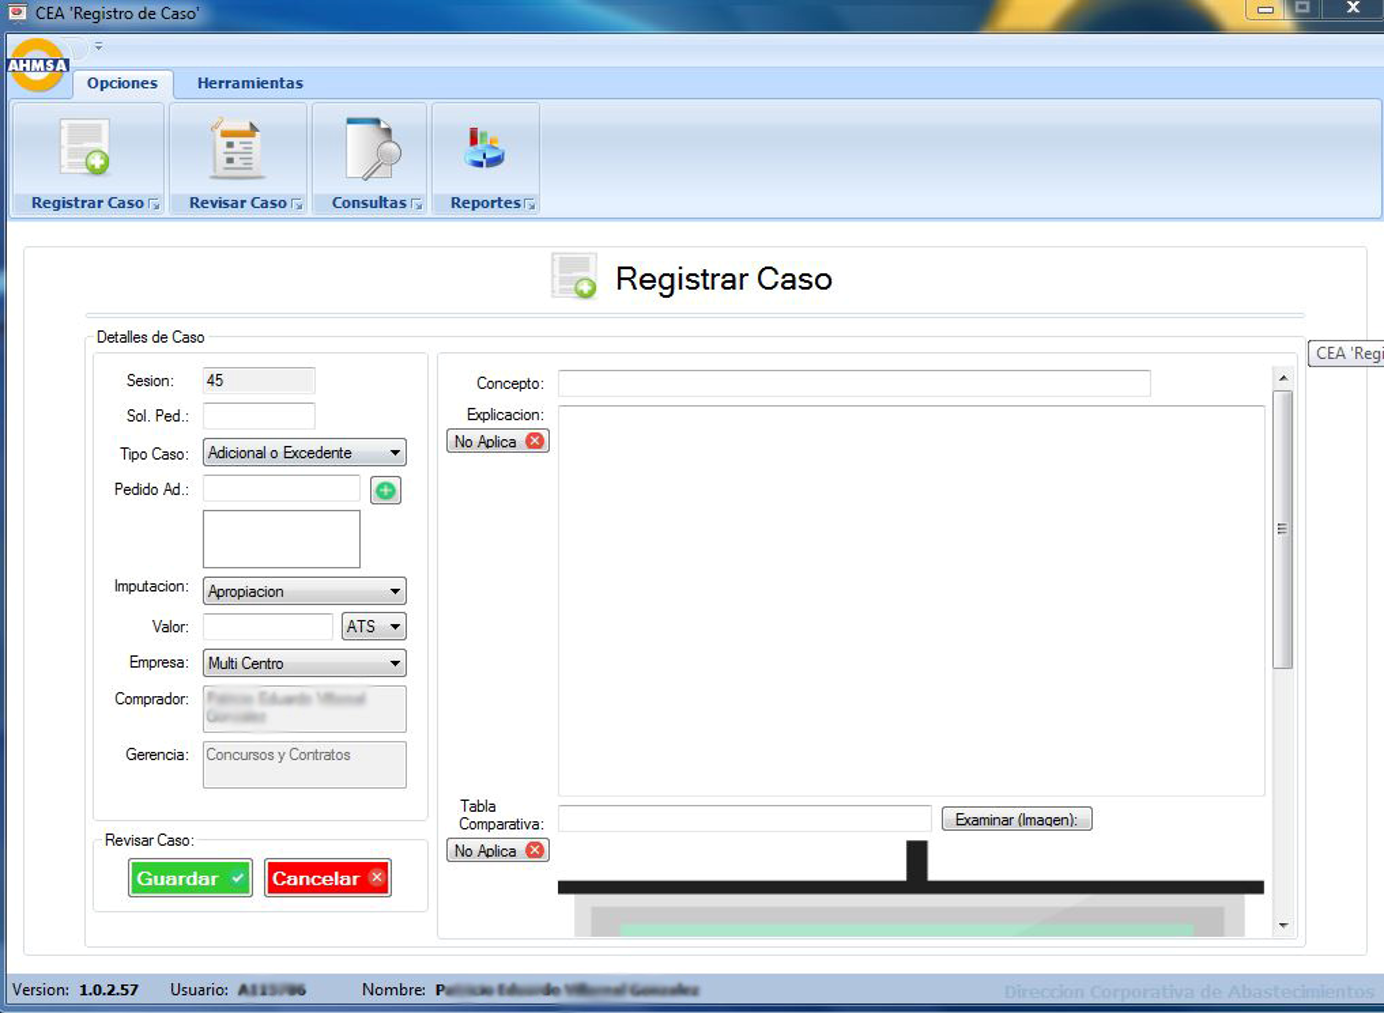 CEA 'Registro de Caso'
AHMSA
Opciones Herramientas
Registrar Caso Revisar Caso Consultas Reportes
Registrar Caso
Detalles de Caso
CEA 'Regi
Sesion: 45
Sol. Ped.:
Tipo Caso: Adicional o Excedente
Pedido Ad.:
Imputacion: Apropiacion
Valor: ATS
Empresa: Multi Centro
Comprador:
Gerencia: Concursos y Contratos
Revisar Caso:
Guardar Cancelar
Concepto:
Explicacion:
No Aplica
Tabla
Comparativa: Examinar (Imagen):
No Aplica
Version: 1.0.2.57 Usuario: Nombre:
Direccion Corporativa de Abastecimientos